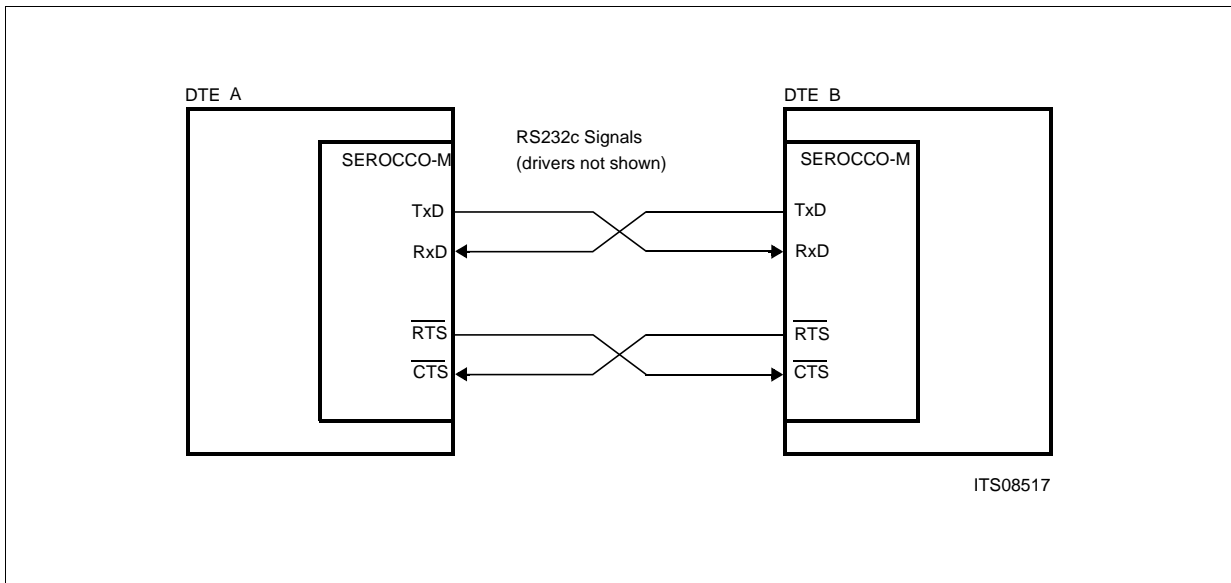 DTE A
DTE B
RS232c Signals
(drivers not shown)
SEROCCO-M
SEROCCO-M
TxD
TxD
RxD
RxD
RTS
RTS
CTS
CTS
ITS08517